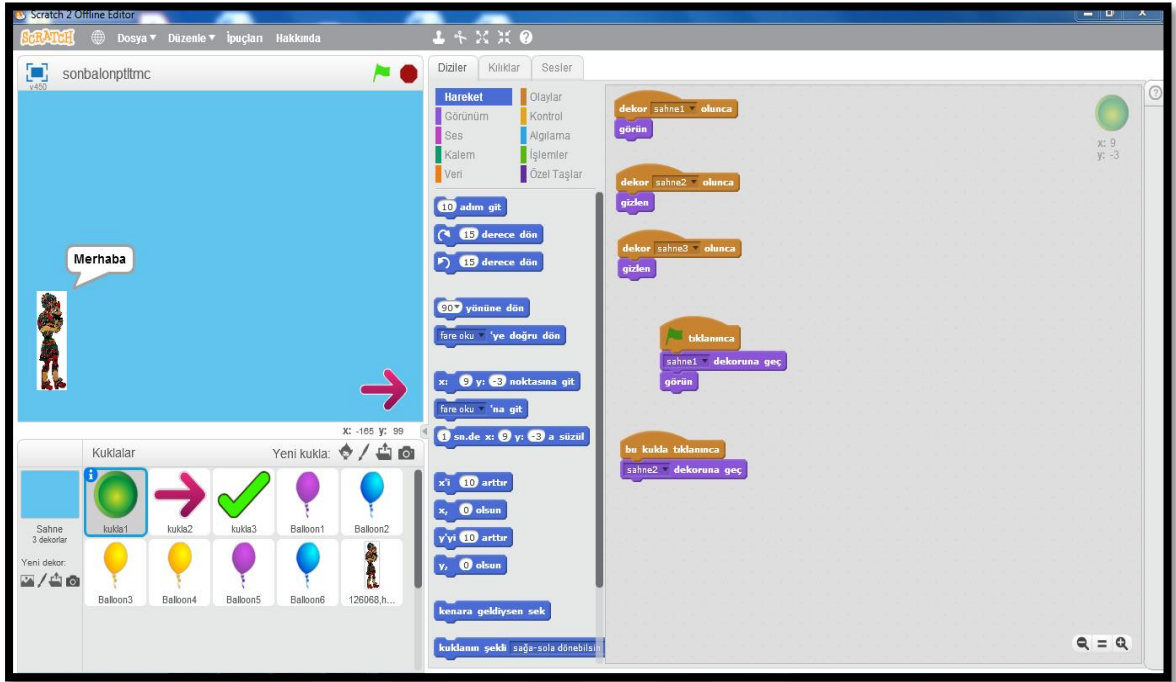 Scratch 2 Offline Editor
SCRATCH Dosya Düzenle İpuçları Hakkında
v450
sonbalonptltmc
Merhaba
X: -165 y: 99
Kuklalar
Yeni kukla:
Sahne
3 dekorlar
Yeni dekor:
kukla1
kukla2
kukla3
Balloon1
Balloon2
Balloon3
Balloon4
Balloon5
Balloon6
126068,h...
Diziler
Kılıklar
Sesler
Hareket
Görünüm
Ses
Kalem
Veri
Olaylar
Kontrol
Algılama
İşlemler
Özel Taşlar
10 adım git
15 derece dön
15 derece dön
90 yönüne dön
fare oku 'ye doğru dön
x: 9 y: -3 noktasına git
fare oku 'na git
1 sn.de x: 9 y: -3 a süzül
x'i 10 arttır
x, 0 olsun
y'yi 10 arttır
y, 0 olsun
kenara geldiysen sek
kuklanın şekli sağa-sola dönebilsin
dekor sahne1 olunca
görün
dekor sahne2 olunca
gizlen
dekor sahne3 olunca
gizlen
tıklanınca
sahne1 dekoruna geç
görün
bu kukla tıklanınca
sahne2 dekoruna geç
x: 9
y: -3